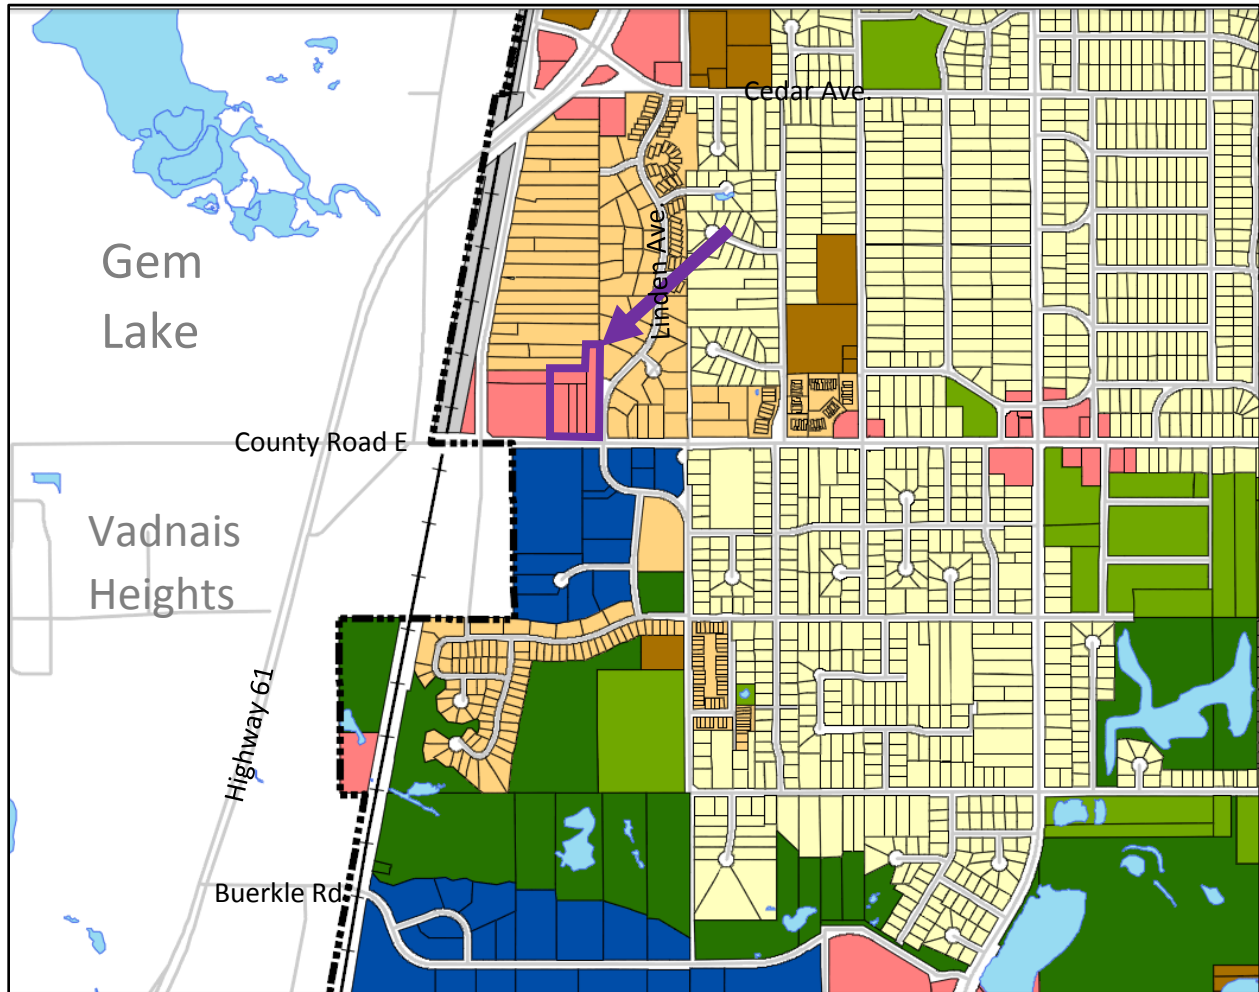 Cedar Ave.
Linden Ave.
Gem
Lake
County Road E
Vadnais
Heights
Highway 61
Buerkle Rd